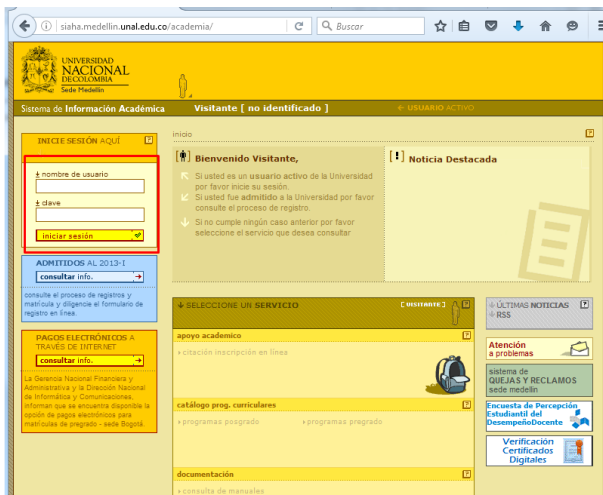 siaha.medellin.unal.edu.co/academia/
Buscar
UNIVERSIDAD
NACIONAL
DE COLOMBIA
Sede Medellín
Sistema de Información Académica
Visitante [ no identificado ]
USUARIO ACTIVO
INICIE SESIÓN AQUÍ
?
nombre de usuario
clave
iniciar sesión
ADMITIDOS AL 2013-I
consultar info.
consulte el proceso de registros y
matrícula y diligencie el formulario de
registro en línea.
PAGOS ELECTRÓNICOS A
TRAVÉS DE INTERNET
consultar info.
La Gerencia Nacional Financiera y
Administrativa y la Dirección Nacional
de Informática y Comunicaciones,
informan que se encuentra disponible la
opción de pagos electrónicos para
matrículas de pregrado - sede Bogotá.
inicio
?
Bienvenido Visitante,
Si usted es un usuario activo de la Universidad
por favor inicie su sesión.
Si usted fue admitido a la Universidad por favor
consulte el proceso de registro.
Si no cumple ningún caso anterior por favor
seleccione el servicio que desea consultar
[!] Noticia Destacada
SELECCIONE UN SERVICIO
[ VISITANTE ]
?
apoyo academico
?
citación inscripción en línea
catálogo prog. curriculares
?
programas posgrado
programas pregrado
documentación
?
consulta de manuales
ÚLTIMAS NOTICIAS
?
RSS
Atención
a problemas
sistema de
QUEJAS Y RECLAMOS
sede medellín
Encuesta de Percepción
Estudiantil del
DesempeñoDocente
Verificación
Certificados
Digitales